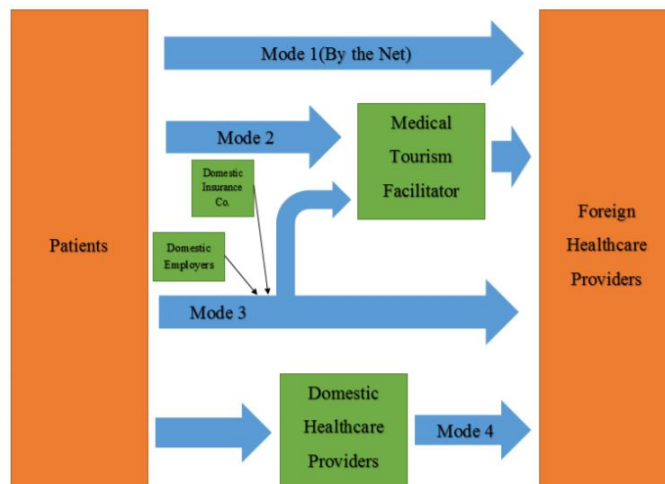 Mode 1(By the Net)
Patients
Mode 2
Medical
Tourism
Facilitator
Domestic
Insurance
Co.
Domestic
Employers
Mode 3
Foreign
Healthcare
Providers
Domestic
Healthcare
Providers
Mode 4